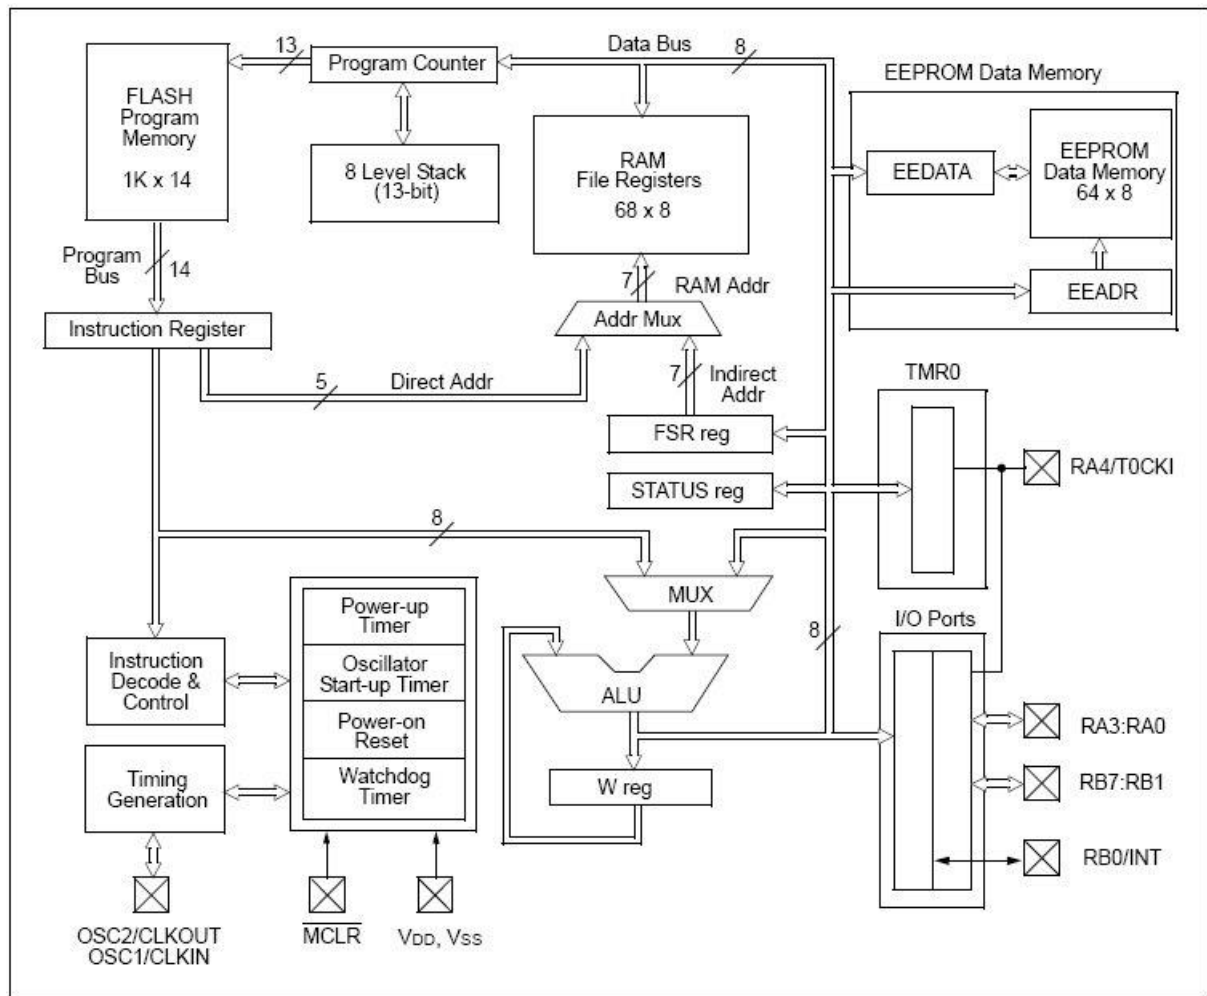 13
Data Bus
8
Program Counter
EEPROM Data Memory
FLASH
Program
Memory
1K x 14
8 Level Stack
(13-bit)
RAM
File Registers
68 x 8
EEDATA
EEPROM
Data Memory
64 x 8
Program
Bus
14
7
RAM Addr
EEADR
Instruction Register
Addr Mux
5
Direct Addr
7
Indirect
Addr
TMR0
FSR reg
STATUS reg
RA4/T0CKI
8
MUX
Power-up
Timer
8
I/O Ports
Instruction
Decode &
Control
Oscillator
Start-up Timer
ALU
Power-on
Reset
RA3:RA0
Timing
Generation
Watchdog
Timer
W reg
RB7:RB1
RB0/INT
OSC2/CLKOUT
OSC1/CLKIN
MCLR
VDD, VSS